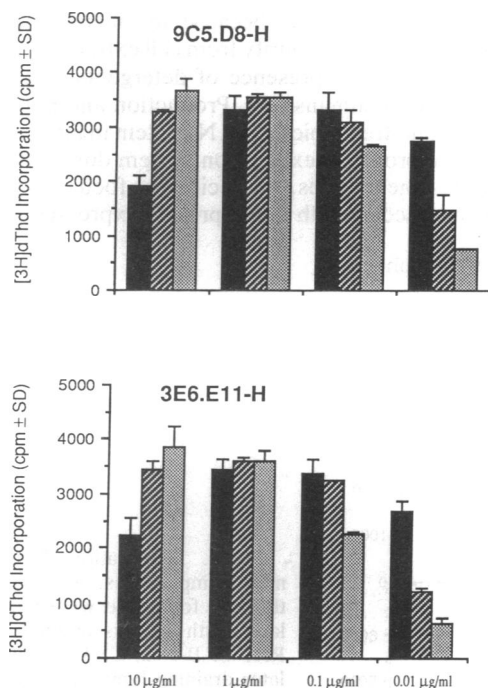 9C5.D8-H
[3H]dThd Incorporation (cpm ± SD)
5000
4000
3000
2000
1000
0
3E6.E11-H
[3H]dThd Incorporation (cpm ± SD)
5000
4000
3000
2000
1000
0
10 µg/ml 1 µg/ml 0.1 µg/ml 0.01 µg/ml